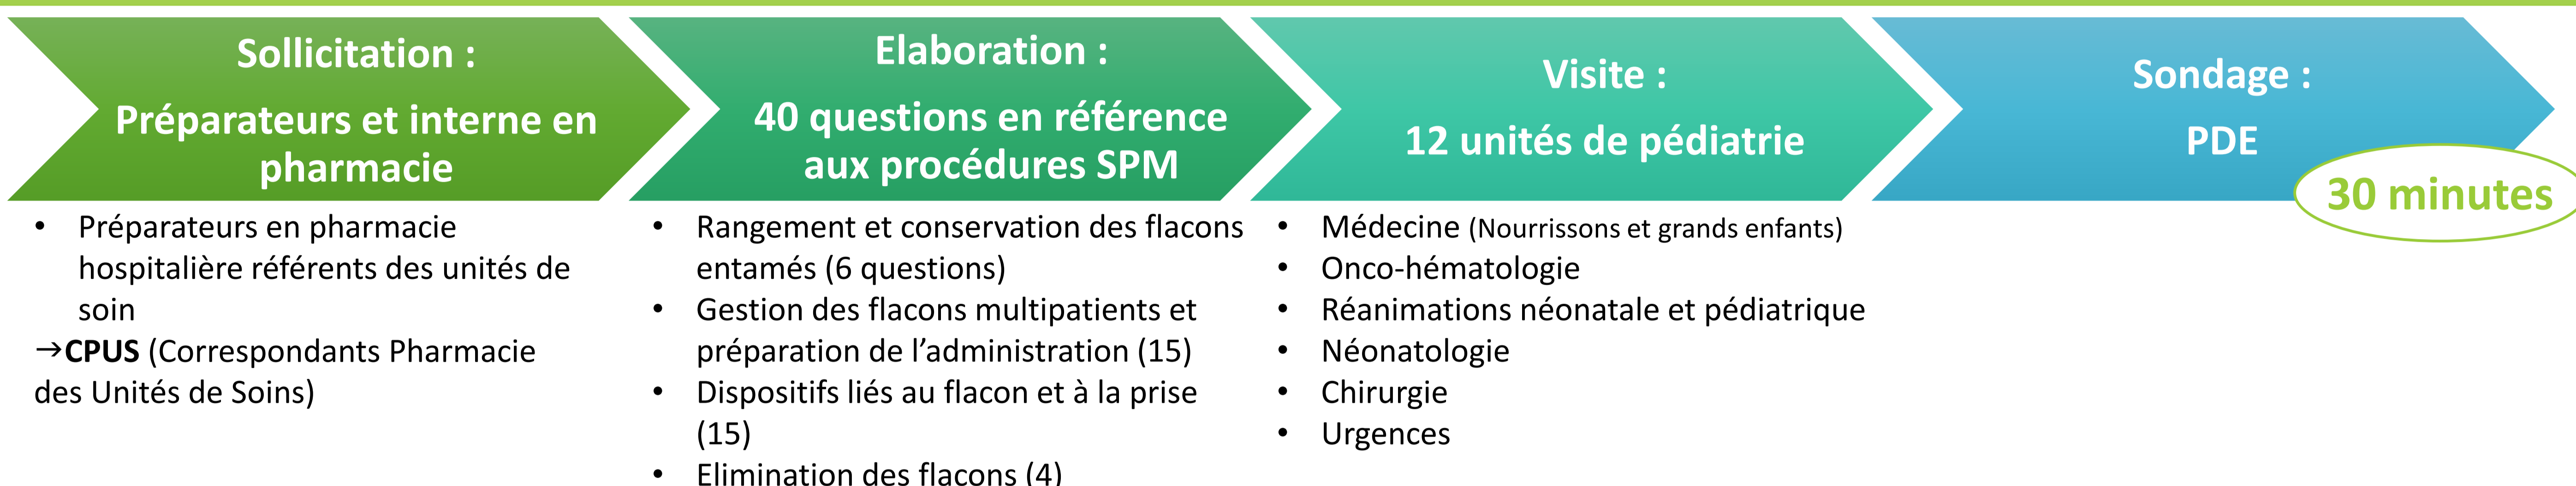 Sollicitation :
Préparateurs et interne en
pharmacie
• Préparateurs en pharmacie
hospitalière référents des unités de
soin
→CPUS (Correspondants Pharmacie
des Unités de Soins)
Elaboration :
40 questions en référence
aux procédures SPM
• Rangement et conservation des flacons
entamés (6 questions)
• Gestion des flacons multipatients et
préparation de l’administration (15)
• Dispositifs liés au flacon et à la prise
(15)
• Elimination des flacons (4)
Visite :
12 unités de pédiatrie
• Médecine (Nourrissons et grands enfants)
• Onco-hématologie
• Réanimations néonatale et pédiatrique
• Néonatologie
• Chirurgie
• Urgences
Sondage :
PDE
30 minutes